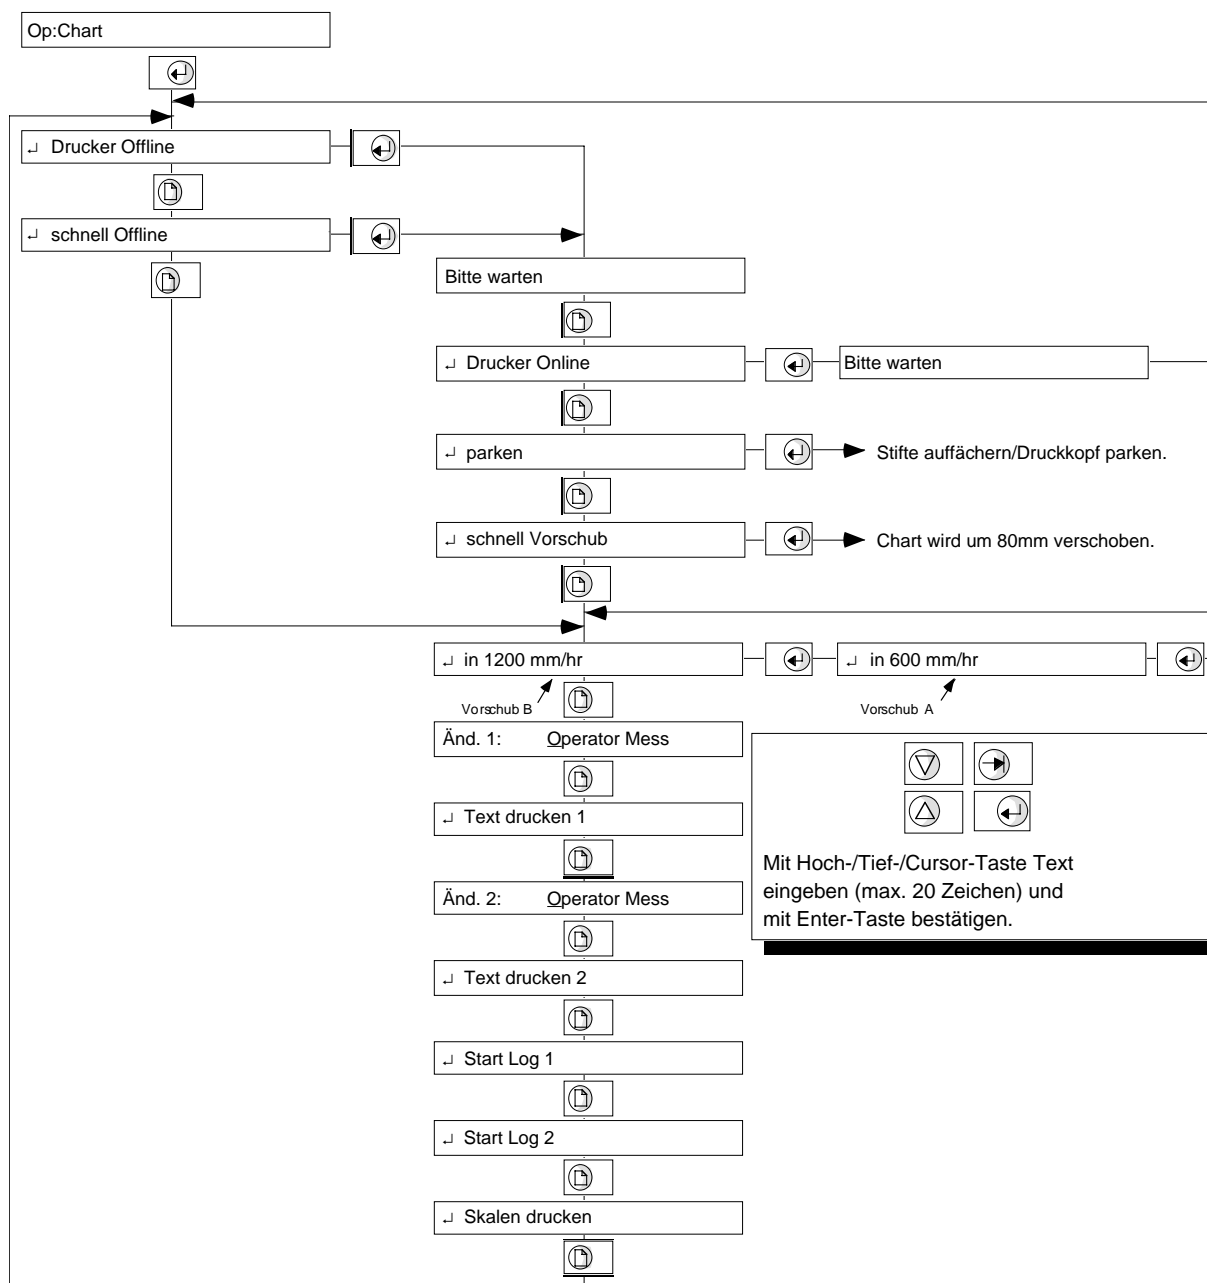 Op:Chart
↵ Drucker Offline
↵ schnell Offline
Bitte warten
↵ Drucker Online
Bitte warten
↵ parken
Stifte auffächern/Druckkopf parken.
↵ schnell Vorschub
Chart wird um 80mm verschoben.
↵ in 1200 mm/hr
↵ in 600 mm/hr
Vorschub B
Vorschub A
Änd. 1: Operator Mess
↵ Text drucken 1
Änd. 2: Operator Mess
Mit Hoch-/Tief-/Cursor-Taste Text
eingeben (max. 20 Zeichen) und
mit Enter-Taste bestätigen.
↵ Text drucken 2
↵ Start Log 1
↵ Start Log 2
↵ Skalen drucken